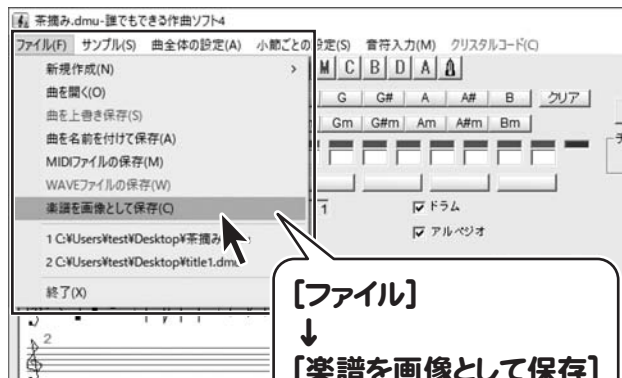 茶摘み.dmu-誰でもできる作曲ソフト4
ファイル(F) サンプル(S) 曲全体の設定(A) 小節ごとの 設定(S) 音符入力(M) クリスタルコード(C)
新規作成(N) >
M C B D A
曲を開く(O)
G G# A A# B クリア
曲を上書き保存(S)
Gm G#m Am A#m Bm
曲を名前を付けて保存(A)
MIDIファイルの保存(M)
WAVEファイルの保存(W)
楽譜を画像として保存(C)
1 ドラム
1 C:¥Users¥test¥Desktop¥茶摘み
アルペジオ
2 C:¥Users¥test¥Desktop¥title1.dmu
終了(X)
[ファイル]
↓
[楽譜を画像として保存]
2